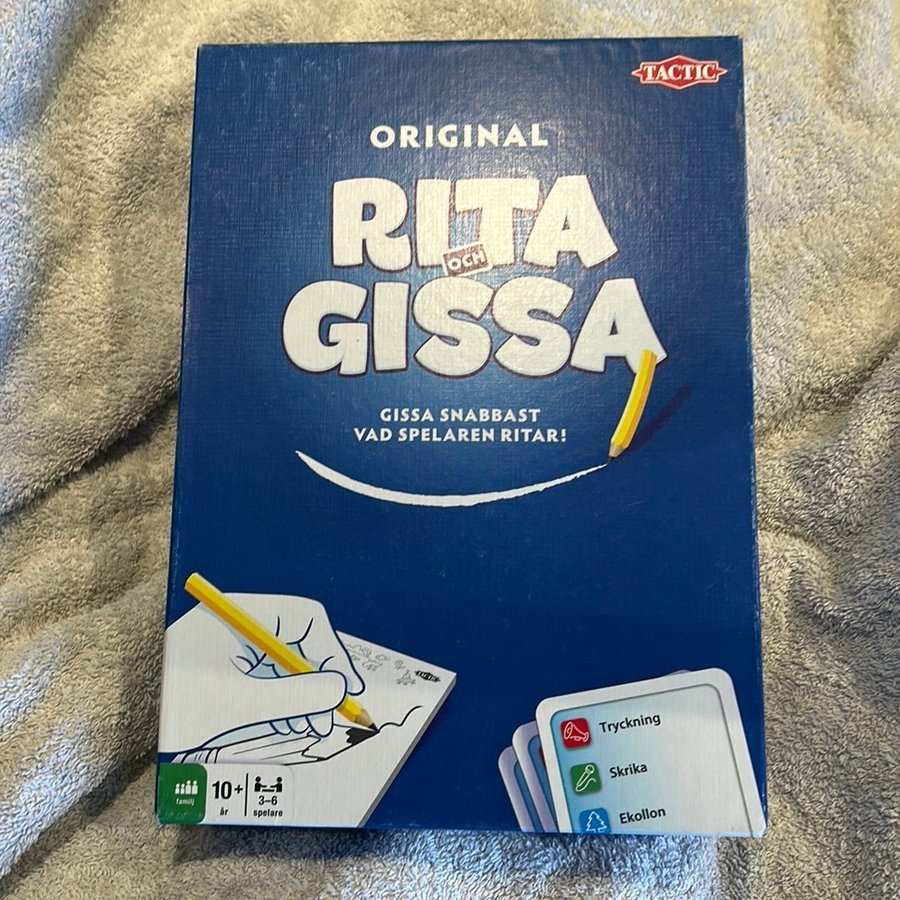 TACTIC
ORIGINAL
RITA
OCH
GISSA
GISSA SNABBAST
VAD SPELAREN RITAR!
TACTIC
Tryckning
Skrika
Ekollon
familj
10+
år
3–6
spelare